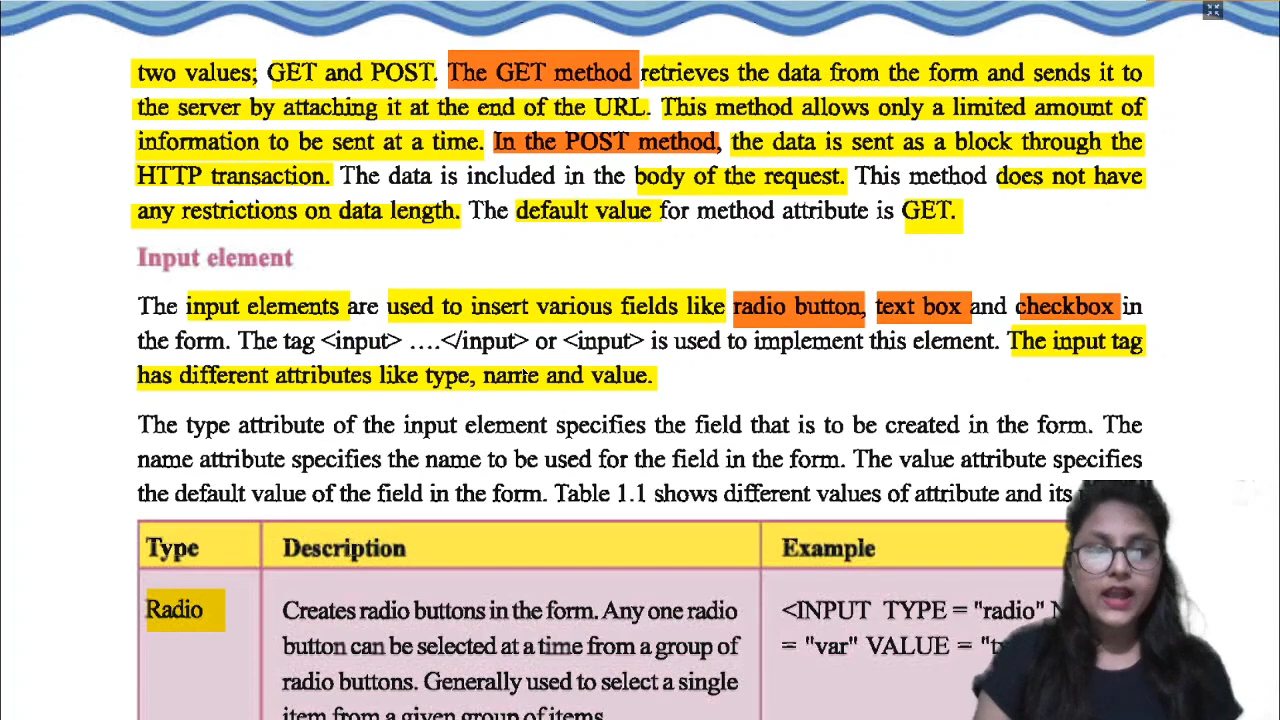 two values; GET and POST. The GET method retrieves the data from the form and sends it to
the server by attaching it at the end of the URL. This method allows only a limited amount of
information to be sent at a time. In the POST method, the data is sent as a block through the
HTTP transaction. The data is included in the body of the request. This method does not have
any restrictions on data length. The default value for method attribute is GET.
Input element
The input elements are used to insert various fields like radio button, text box and checkbox in
the form. The tag <input> ….</input> or <input> is used to implement this element. The input tag
has different attributes like type, name and value.
The type attribute of the input element specifies the field that is to be created in the form. The
name attribute specifies the name to be used for the field in the form. The value attribute specifies
the default value of the field in the form. Table 1.1 shows different values of attribute and its
Type Description Example
Radio Creates radio buttons in the form. Any one radio <INPUT TYPE = "radio"
button can be selected at a time from a group of = "var" VALUE =
radio buttons. Generally used to select a single
item from a given group of items.